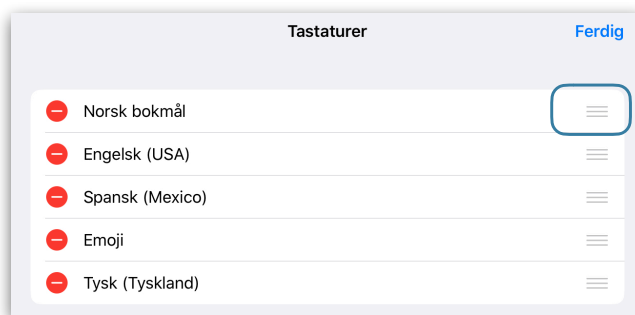 Tastaturer
Ferdig
Norsk bokmål
Engelsk (USA)
Spansk (Mexico)
Emoji
Tysk (Tyskland)